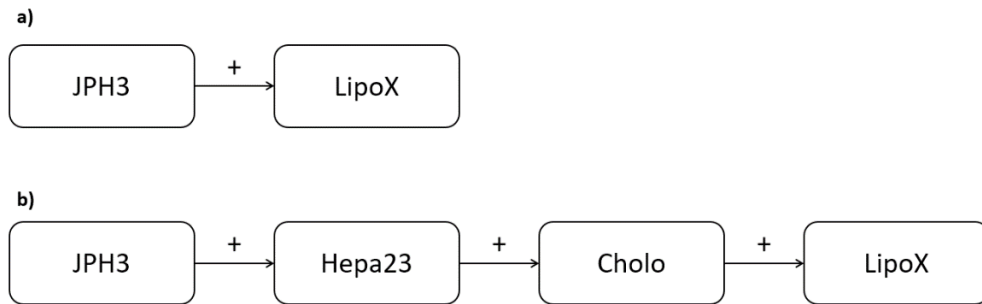 a)
+
JPH3 LipoX
b)
+ + +
JPH3 Hepa23 Cholo LipoX